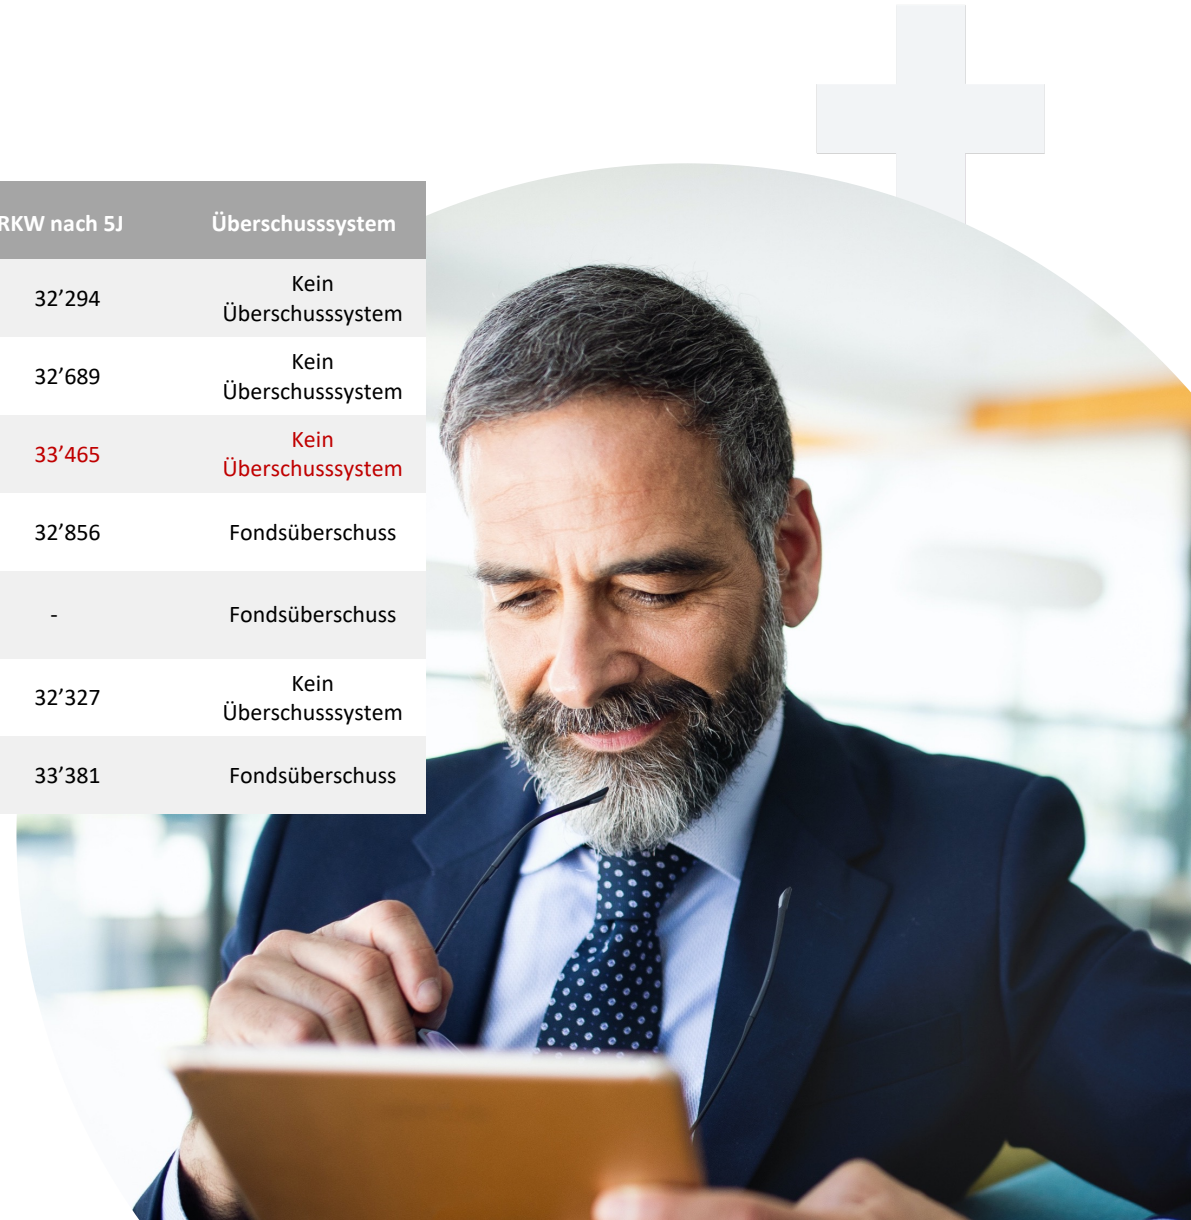 RKW nach 5J Überschusssystem
32’294 Kein
Überschusssystem
32’689 Kein
Überschusssystem
33’465 Kein
Überschusssystem
32’856 Fondsüberschuss
- Fondsüberschuss
32’327 Kein
Überschusssystem
33’381 Fondsüberschuss